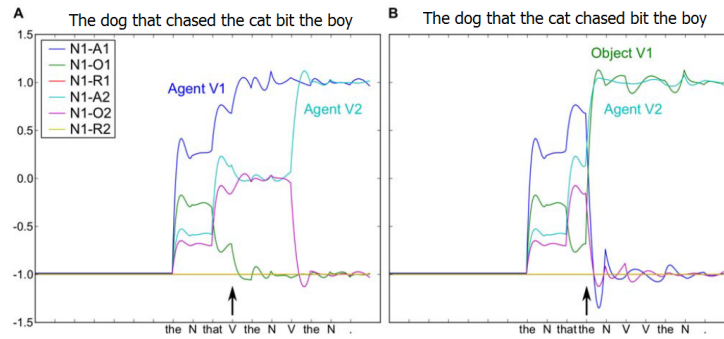 A
The dog that chased the cat bit the boy
1.5
1.0
0.5
0.0
-0.5
-1.0
-1.5
N1-A1
N1-O1
N1-R1
N1-A2
N1-O2
N1-R2
Agent V1
Agent V2
the N that V the N V the N .
B
The dog that the cat chased bit the boy
Object V1
Agent V2
the N that the N V V the N .